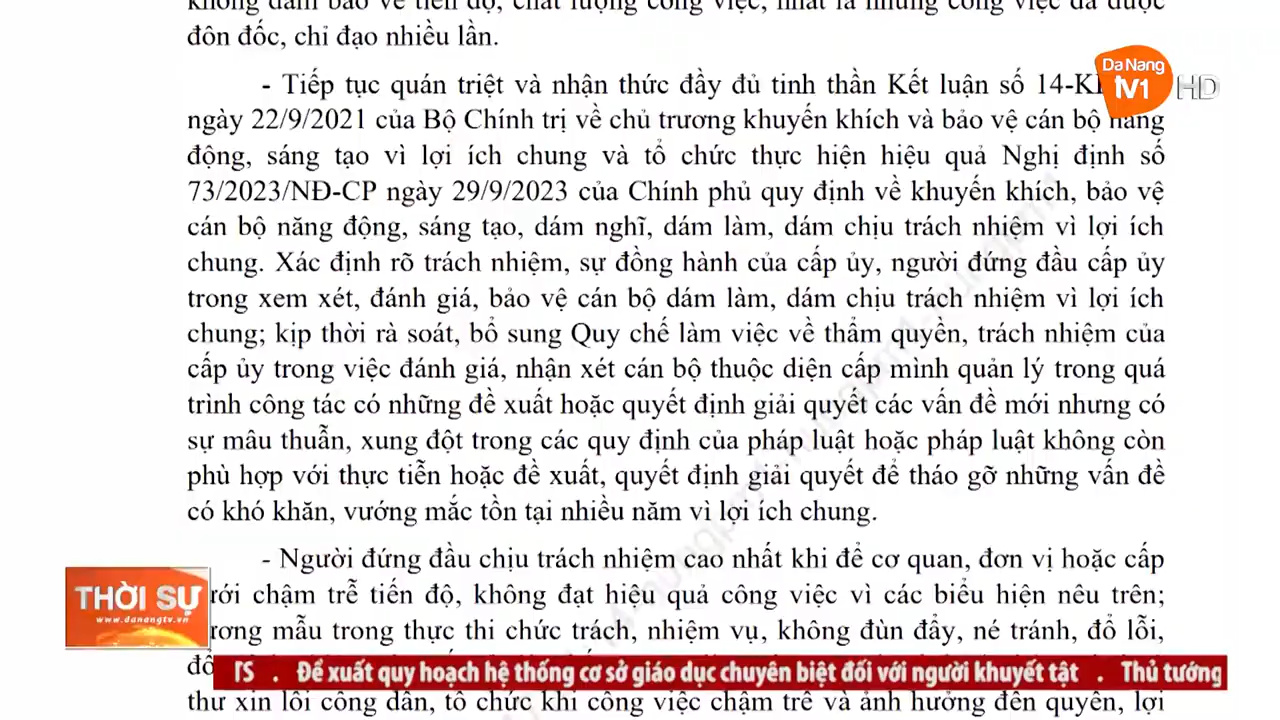 không đảm bảo về tiến độ, chất lượng công việc, nhất là những công việc đã được
đôn đốc, chỉ đạo nhiều lần.
- Tiếp tục quán triệt và nhận thức đầy đủ tinh thần Kết luận số 14-K
ngày 22/9/2021 của Bộ Chính trị về chủ trương khuyến khích và bảo vệ cán bộ năng
động, sáng tạo vì lợi ích chung và tổ chức thực hiện hiệu quả Nghị định số
73/2023/NĐ-CP ngày 29/9/2023 của Chính phủ quy định về khuyến khích, bảo vệ
cán bộ năng động, sáng tạo, dám nghĩ, dám làm, dám chịu trách nhiệm vì lợi ích
chung. Xác định rõ trách nhiệm, sự đồng hành của cấp ủy, người đứng đầu cấp ủy
trong xem xét, đánh giá, bảo vệ cán bộ dám làm, dám chịu trách nhiệm vì lợi ích
chung; kịp thời rà soát, bổ sung Quy chế làm việc về thẩm quyền, trách nhiệm của
cấp ủy trong việc đánh giá, nhận xét cán bộ thuộc diện cấp mình quản lý trong quá
trình công tác có những đề xuất hoặc quyết định giải quyết các vấn đề mới nhưng có
sự mâu thuẫn, xung đột trong các quy định của pháp luật hoặc pháp luật không còn
phù hợp với thực tiễn hoặc đề xuất, quyết định giải quyết để tháo gỡ những vấn đề
có khó khăn, vướng mắc tồn tại nhiều năm vì lợi ích chung.
- Người đứng đầu chịu trách nhiệm cao nhất khi để cơ quan, đơn vị hoặc cấp
ưới chậm trễ tiến độ, không đạt hiệu quả công việc vì các biểu hiện nêu trên;
ương mẫu trong thực thi chức trách, nhiệm vụ, không đùn đẩy, né tránh, đổ lỗi,
thư xin lỗi công dân, tổ chức khi công việc chậm trễ và ảnh hưởng đến quyền, lợi
Da Nang
TV1 HD
THỜI SỰ
www.danangtv.vn
TS . Đề xuất quy hoạch hệ thống cơ sở giáo dục chuyên biệt đối với người khuyết tật . Thủ tướng